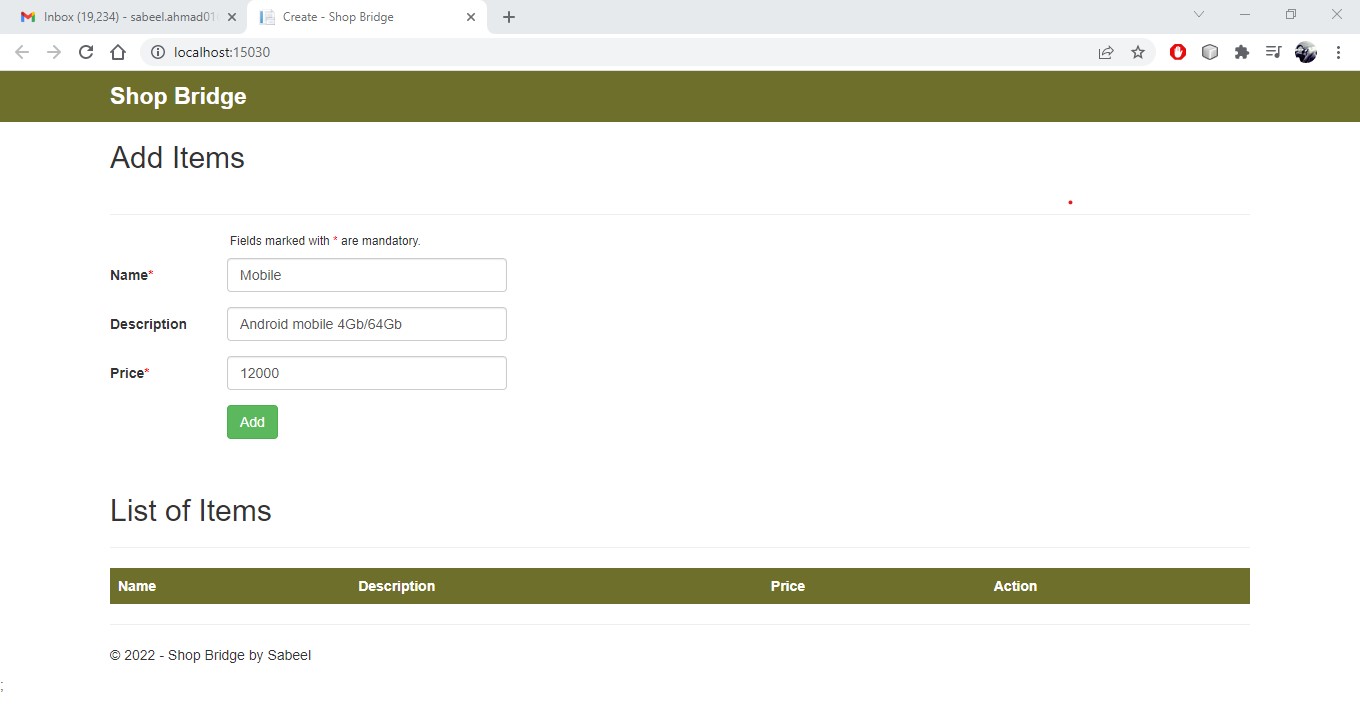 Inbox (19,234) - sabeel.ahmad01
Create - Shop Bridge
localhost:15030
Shop Bridge
Add Items
Fields marked with * are mandatory.
Name*
Mobile
Description
Android mobile 4Gb/64Gb
Price*
12000
Add
List of Items
Name Description Price Action
© 2022 - Shop Bridge by Sabeel
;